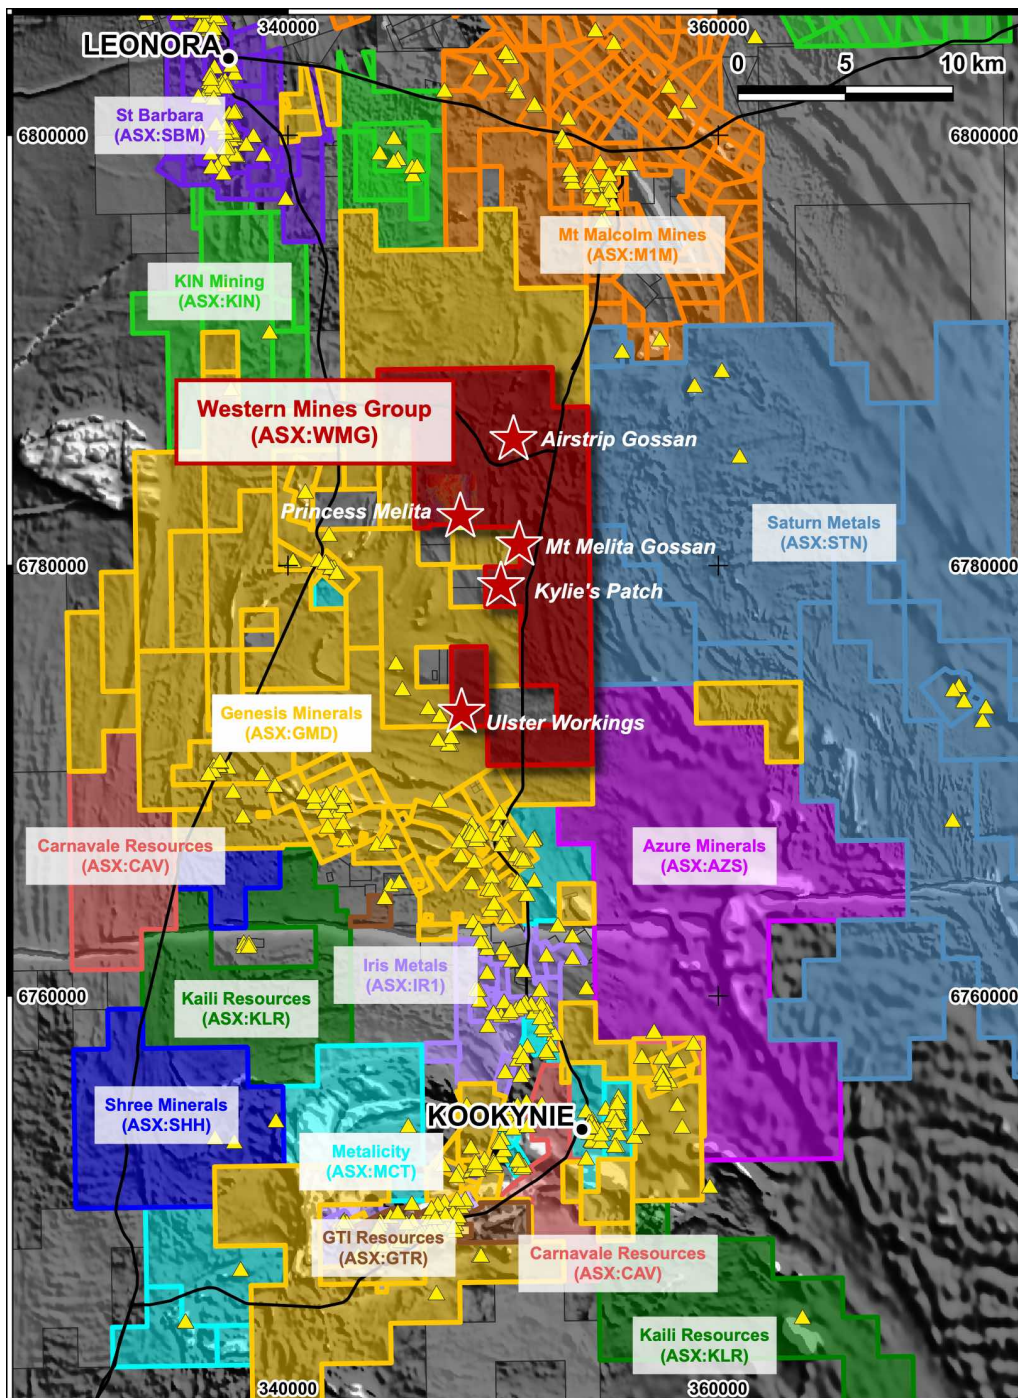 340000
360000
LEONORA
0 5 10 km
St Barbara
(ASX:SBM)
6800000
6800000
Mt Malcolm Mines
(ASX:M1M)
KIN Mining
(ASX:KIN)
Western Mines Group
(ASX:WMG)
Airstrip Gossan
Princess Melita
Saturn Metals
(ASX:STN)
Mt Melita Gossan
6780000
6780000
Kylie's Patch
Genesis Minerals
(ASX:GMD)
Ulster Workings
Carnavale Resources
(ASX:CAV)
Azure Minerals
(ASX:AZS)
Iris Metals
(ASX:IR1)
Kaili Resources
(ASX:KLR)
6760000
6760000
Shree Minerals
(ASX:SHH)
KOOKYNIE
Metalicity
(ASX:MCT)
GTI Resources
(ASX:GTR)
Carnavale Resources
(ASX:CAV)
Kaili Resources
(ASX:KLR)
340000
360000